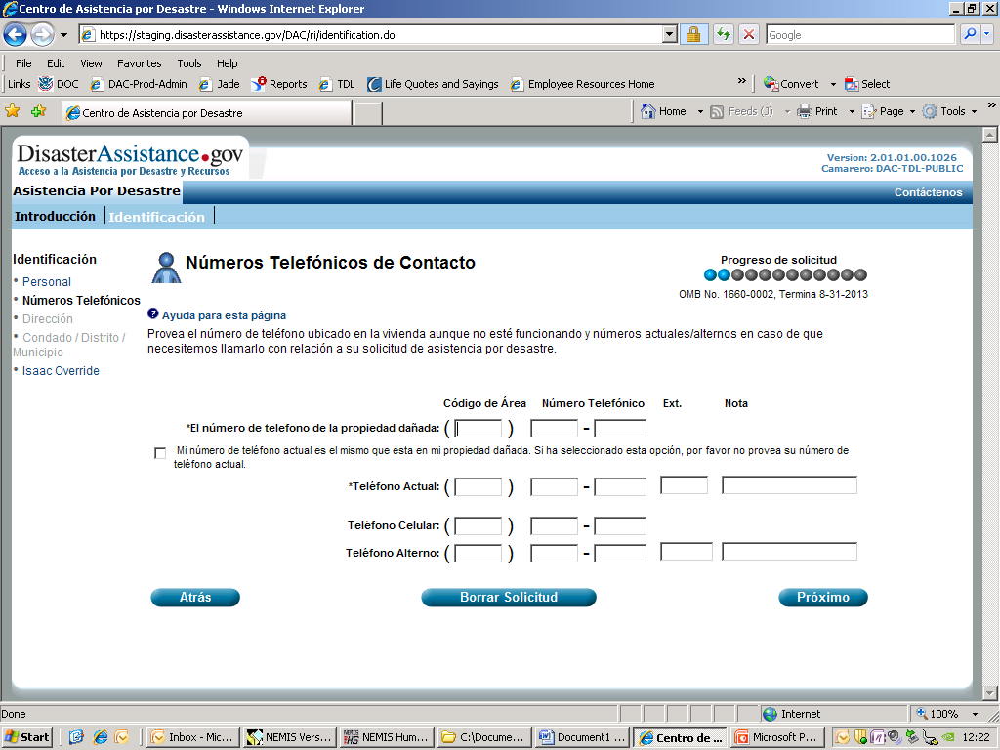 Centro de Asistencia por Desastre - Windows Internet Explorer
https://staging.disasterassistance.gov/DAC/ri/identification.do
Google
File Edit View Favorites Tools Help
Links DOC DAC-Prod-Admin Jade Reports TDL Life Quotes and Sayings Employee Resources Home » Convert Select
Centro de Asistencia por Desastre
Home Feeds (J) Print Page Tools »
DisasterAssistance.gov
Acceso a la Asistencia por Desastre y Recursos
Version: 2.01.01.00.1026
Camarero: DAC-TDL-PUBLIC
Asistencia Por Desastre
Contáctenos
Introducción Identificación
Identificación
• Personal
• Números Telefónicos
• Dirección
• Condado / Distrito /
Municipio
• Isaac Override
Números Telefónicos de Contacto
Progreso de solicitud
OMB No. 1660-0002, Termina 8-31-2013
? Ayuda para esta página
Provea el número de teléfono ubicado en la vivienda aunque no esté funcionando y números actuales/alternos en caso de que
necesitemos llamarlo con relación a su solicitud de asistencia por desastre.
Código de Área Número Telefónico Ext. Nota
*El número de telefono de la propiedad dañada: ( ) -
Mi número de teléfono actual es el mismo que esta en mi propiedad dañada. Si ha seleccionado esta opción, por favor no provea su número de
teléfono actual.
*Teléfono Actual: ( ) -
Teléfono Celular: ( ) -
Teléfono Alterno: ( ) -
Atrás Borrar Solicitud Próximo
Done Internet 100%
Start Inbox - Mic... NEMIS Vers... NEMIS Hum... C:\Docume... Document1 ... Centro de ... Microsoft P... 12:22